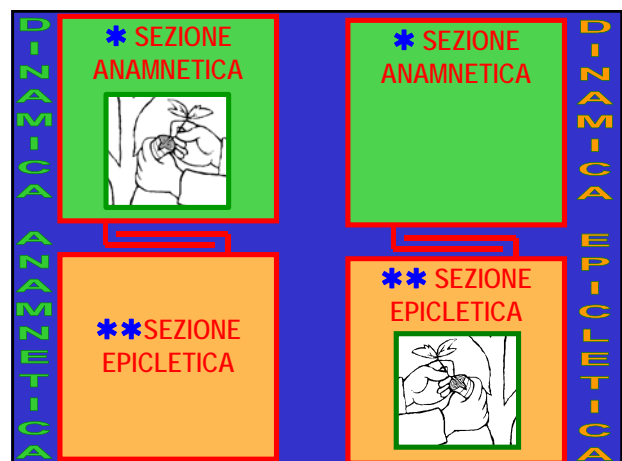 DINAMICA ANAMNETICA
* SEZIONE
ANAMNETICA
**SEZIONE
EPICLETICA
* SEZIONE
ANAMNETICA
** SEZIONE
EPICLETICA
DINAMICA EPICLETICA